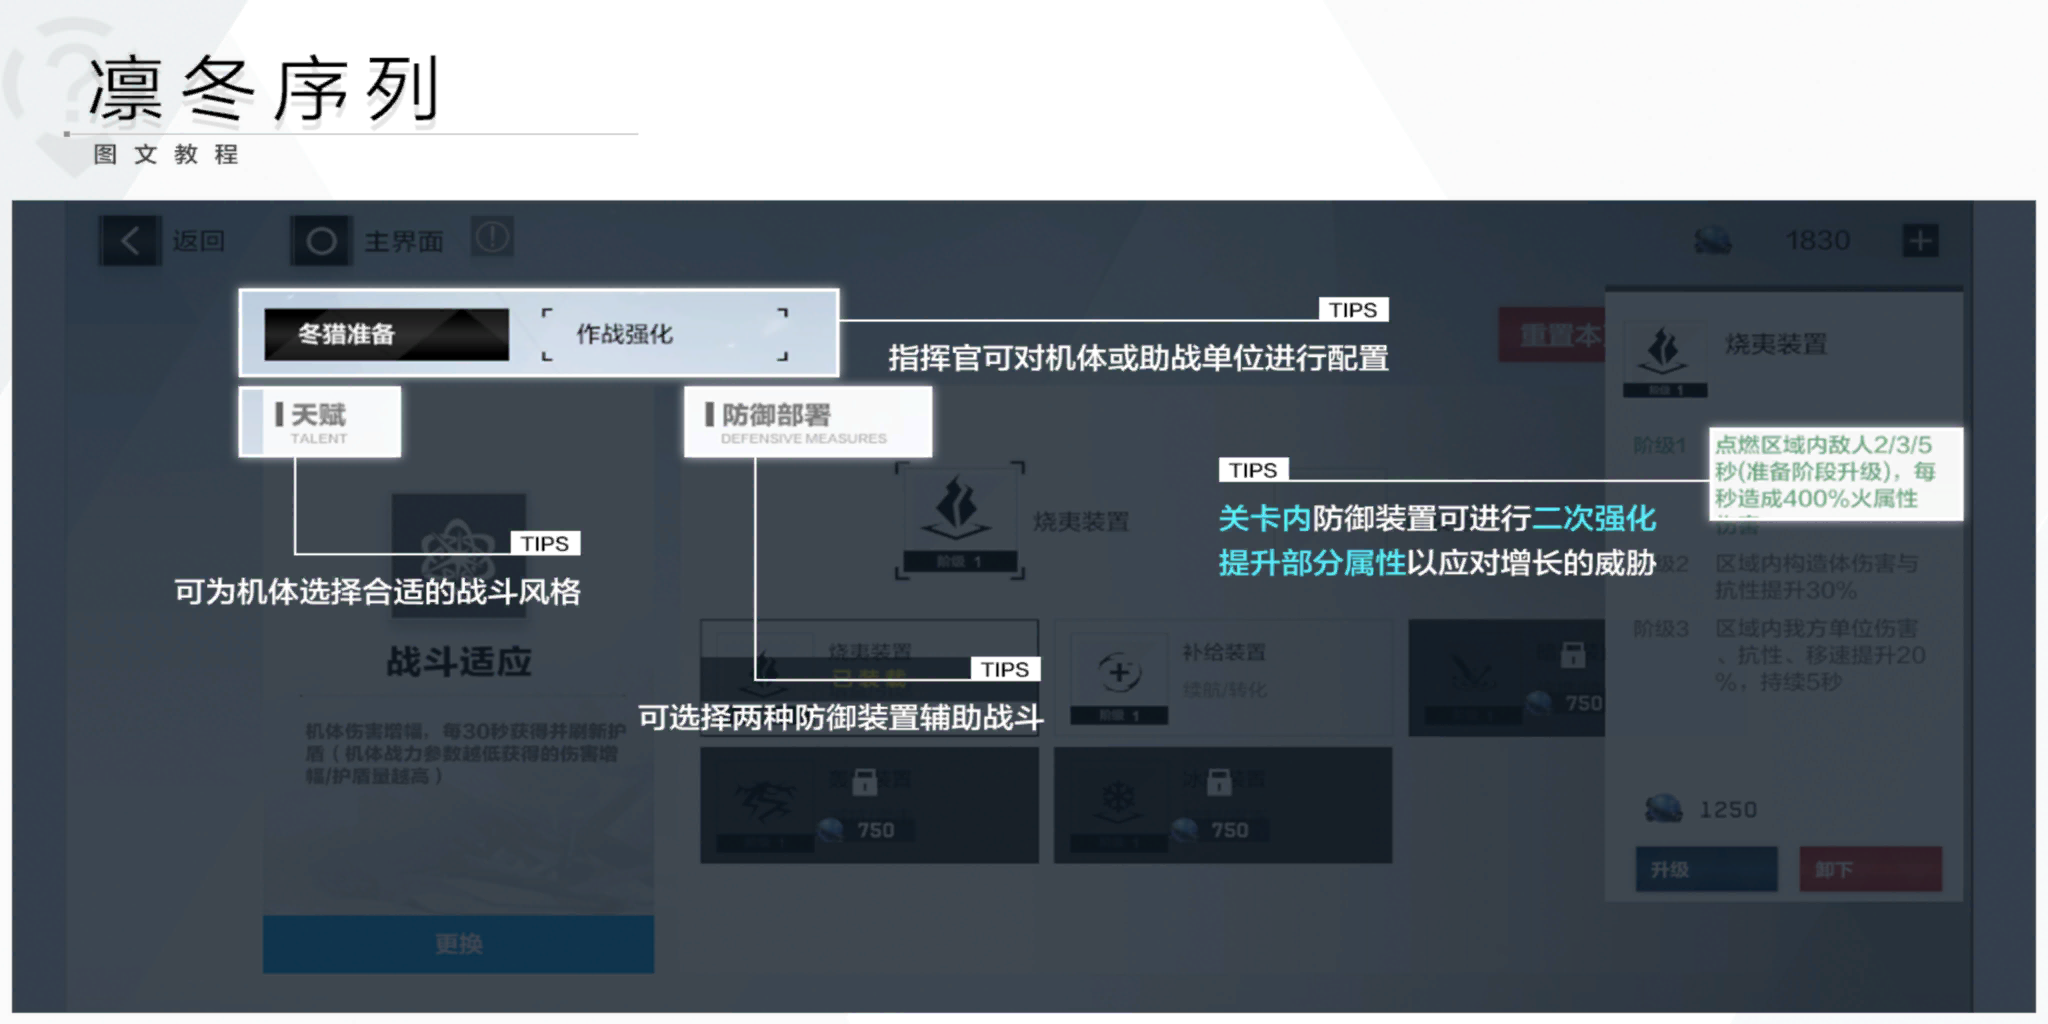 凛冬序列
图文教程
返回
主界面
1830
冬猎准备
作战强化
TIPS
指挥官可对机体或助战单位进行配置
重置本
天赋
TALENT
TIPS
可为机体选择合适的战斗风格
战斗适应
机体伤害增幅，每30秒获得并刷新护
盾（机体战力参数越低获得的伤害增
幅/护盾量越高）
更换
防御部署
DEFENSIVE MEASURES
烧夷装置
阶级 1
烧夷装置
已装载
TIPS
可选择两种防御装置辅助战斗
补给装置
续航/转化
阶级 1
750
750
750
TIPS
关卡内防御装置可进行二次强化
提升部分属性以应对增长的威胁
烧夷装置
阶级 1
阶级1
点燃区域内敌人2/3/5
秒(准备阶段升级)，每
秒造成400%火属性
伤害
级2
区域内构造体伤害与
抗性提升30%
阶级3
区域内我方单位伤害
、抗性、移速提升20
%，持续5秒
1250
升级
卸下